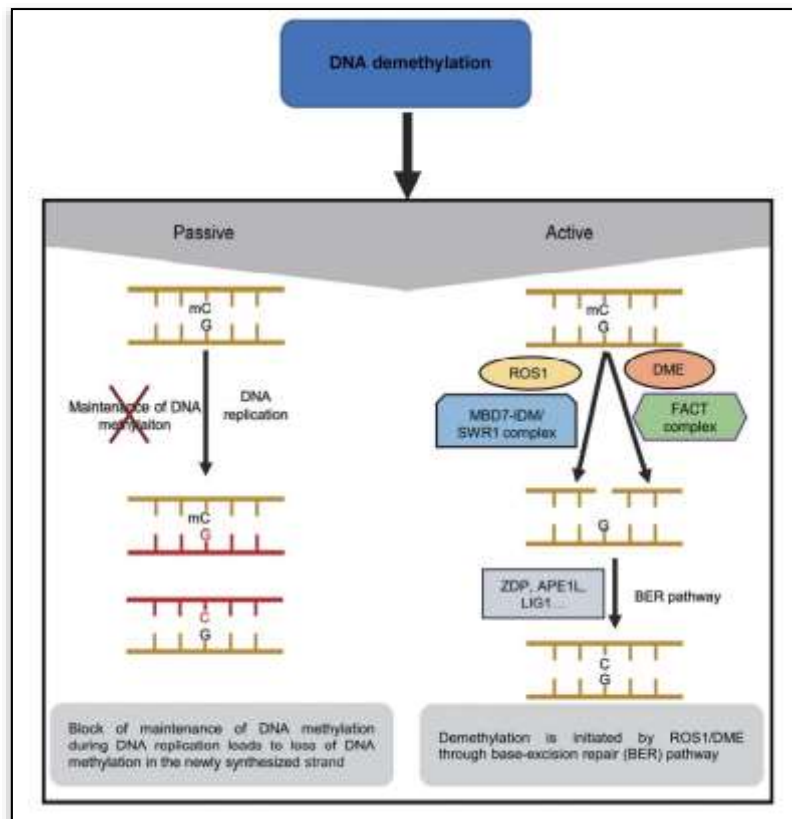 DNA demethylation
Passive
Active
mC
G
Maintenance of DNA
methylaiton
DNA
replication
mC
G
C
G
mC
G
ROS1
DME
MBD7-IDM/
SWR1 complex
FACT
complex
G
ZDP, APE1L,
LIG1...
BER pathway
C
G
Block of maintenance of DNA methylation
during DNA replication leads to loss of DNA
methylation in the newly synthesized strand
Demethylation is initiated by ROS1/DME
through base-excision repair (BER) pathway